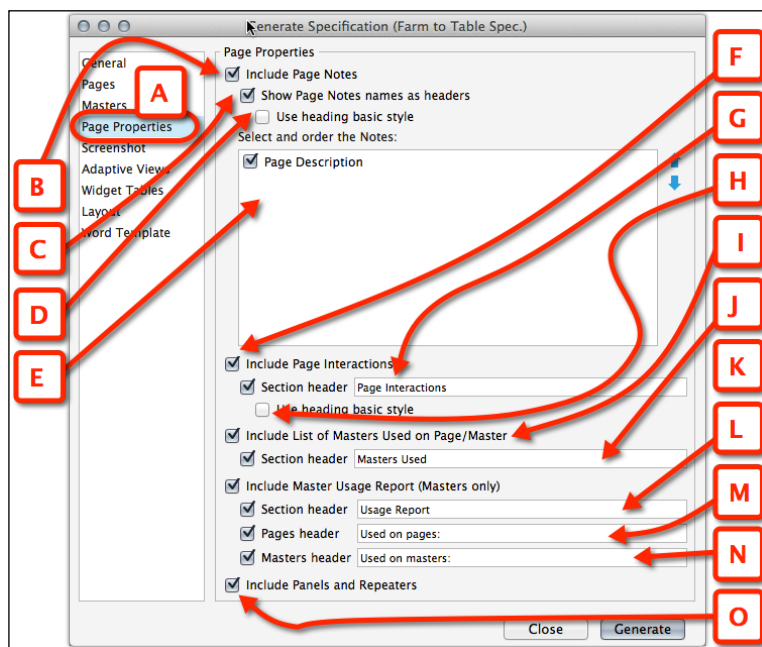 Generate Specification (Farm to Table Spec.)
General
Pages
Masters
Page Properties
Screenshot
Adaptive Views
Widget Tables
Layout
Word Template
Page Properties
Include Page Notes
Show Page Notes names as headers
Use heading basic style
Select and order the Notes:
Page Description
Include Page Interactions
Section header Page Interactions
Use heading basic style
Include List of Masters Used on Page/Master
Section header Masters Used
Include Master Usage Report (Masters only)
Section header Usage Report
Pages header Used on pages:
Masters header Used on masters:
Include Panels and Repeaters
Close Generate
A
B
C
D
E
F
G
H
I
J
K
L
M
N
O